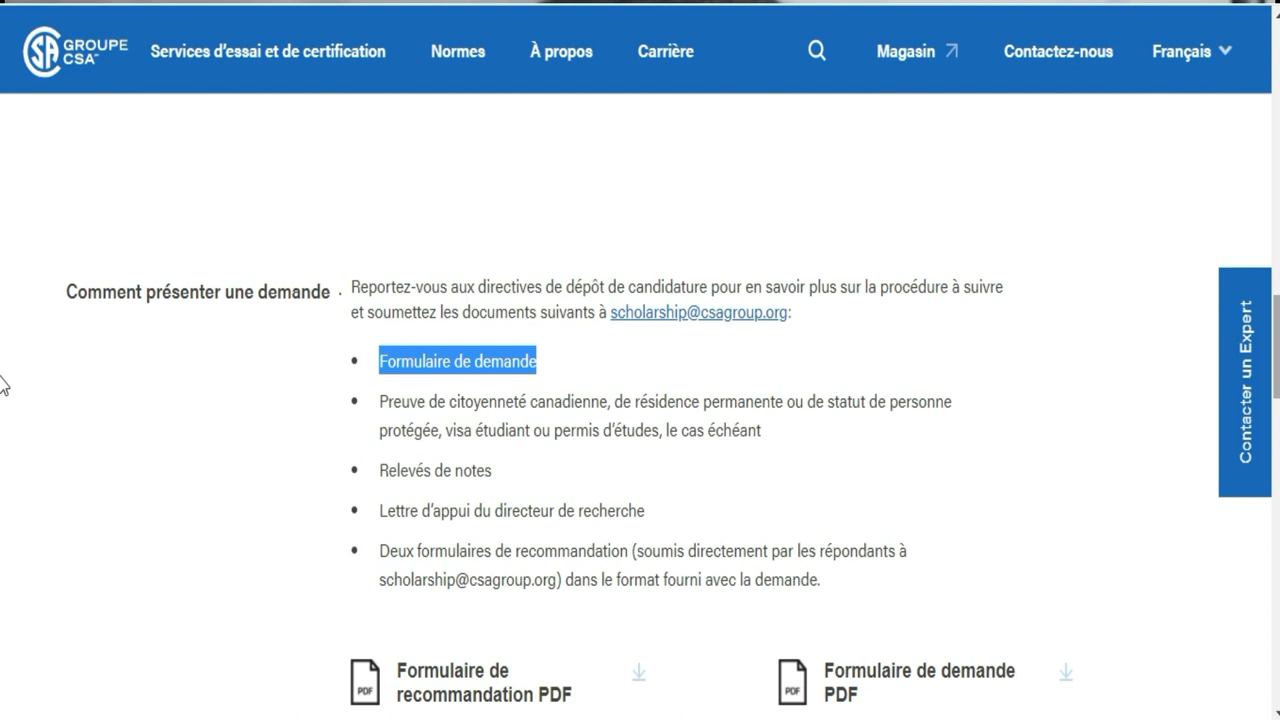 GROUPE
CSA™
Services d'essai et de certification
Normes
À propos
Carrière
Magasin
Contactez-nous
Français
Comment présenter une demande .
Reportez-vous aux directives de dépôt de candidature pour en savoir plus sur la procédure à suivre
et soumettez les documents suivants à scholarship@csagroup.org:
• Formulaire de demande
• Preuve de citoyenneté canadienne, de résidence permanente ou de statut de personne
protégée, visa étudiant ou permis d'études, le cas échéant
• Relevés de notes
• Lettre d'appui du directeur de recherche
• Deux formulaires de recommandation (soumis directement par les répondants à
scholarship@csagroup.org) dans le format fourni avec la demande.
Contacter un Expert
PDF
Formulaire de
recommandation PDF
PDF
Formulaire de demande
PDF